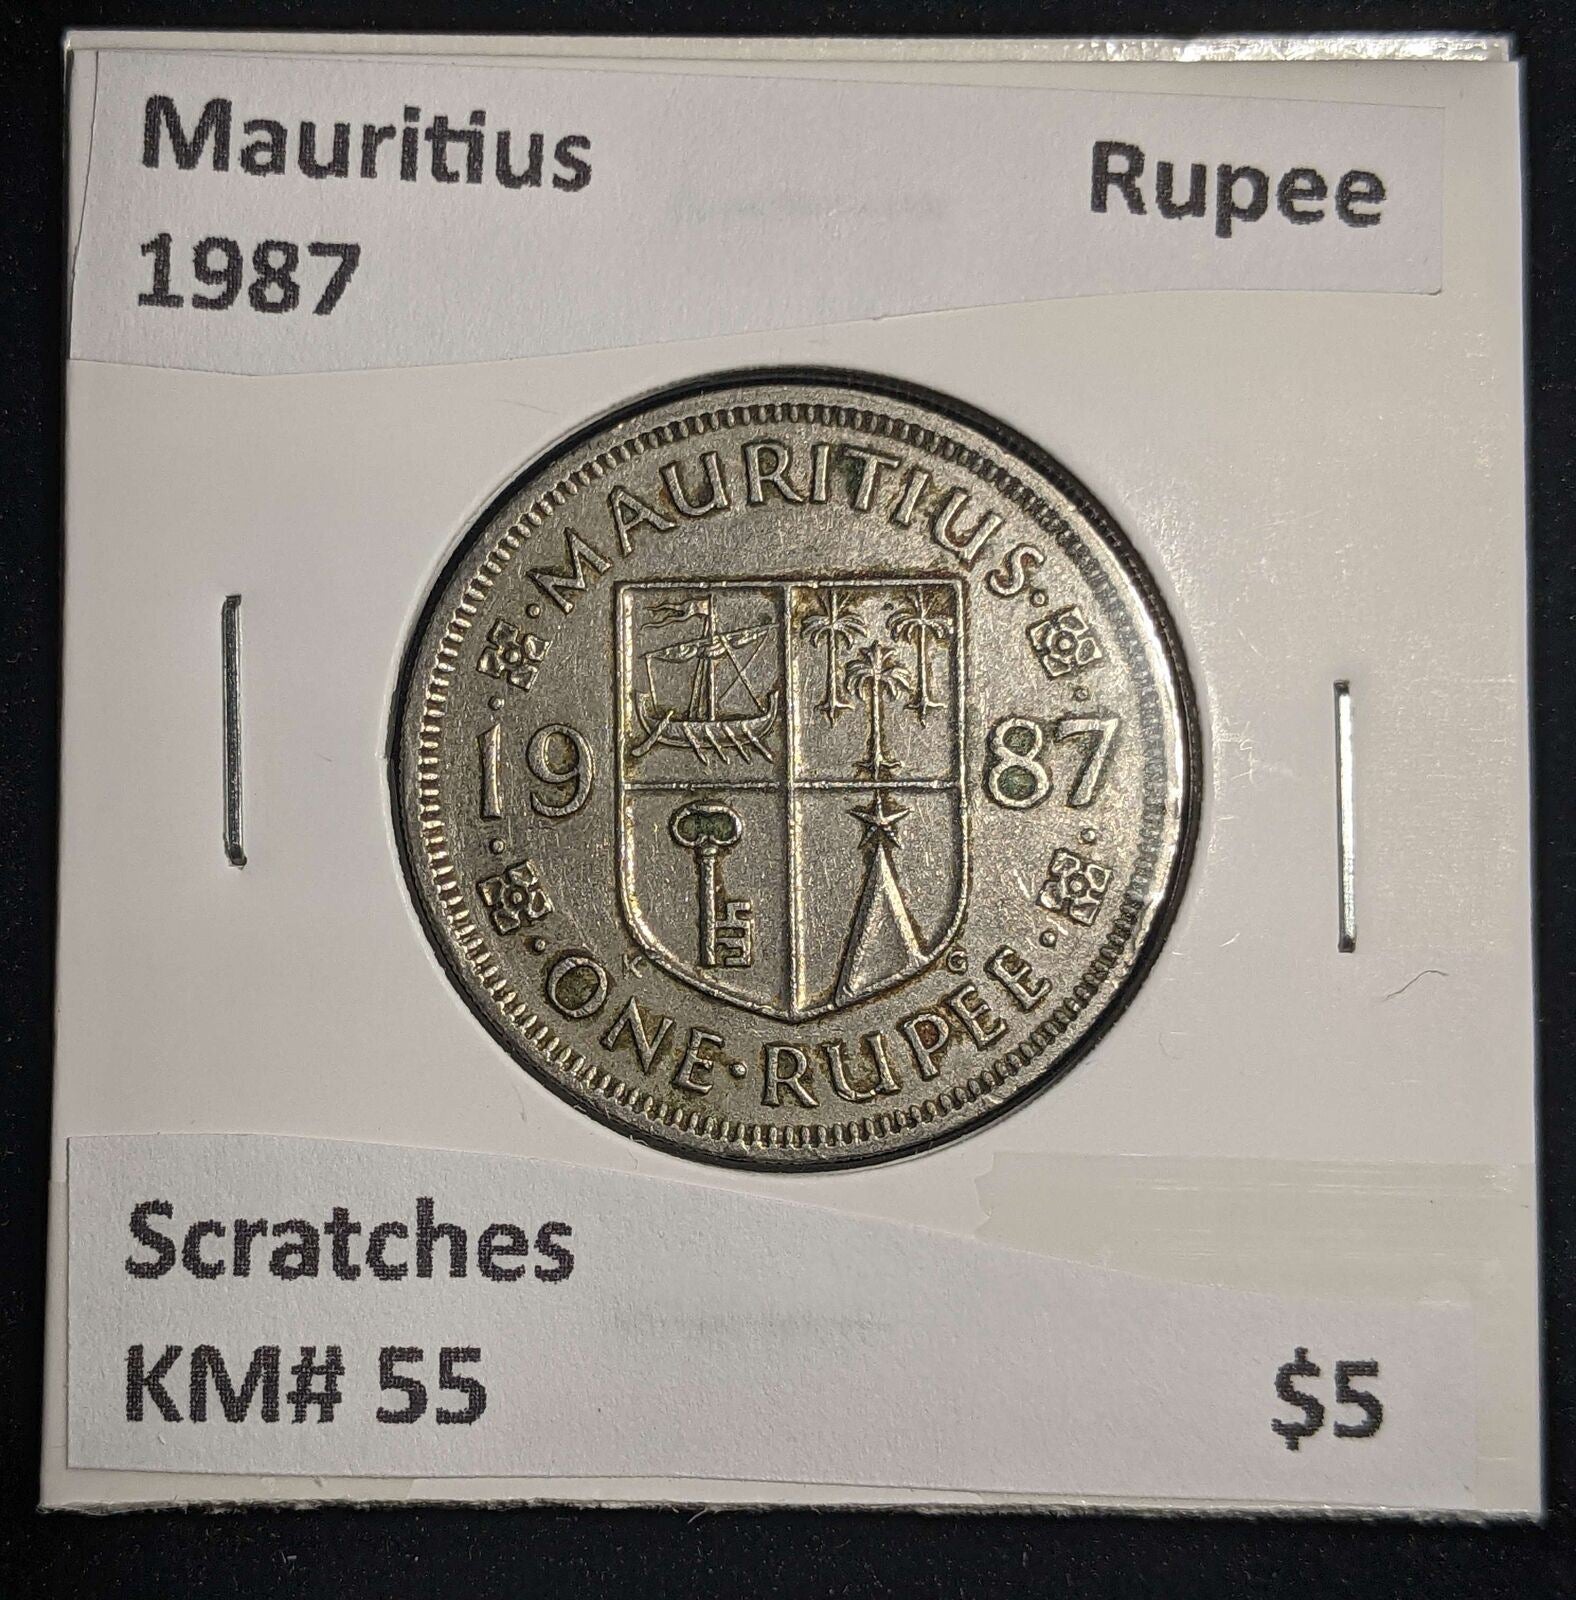 Mauritius
Rupee
1987
·MAURITIUS·
19 87
K G
·ONE·RUPEE·
Scratches
KM# 55
$5